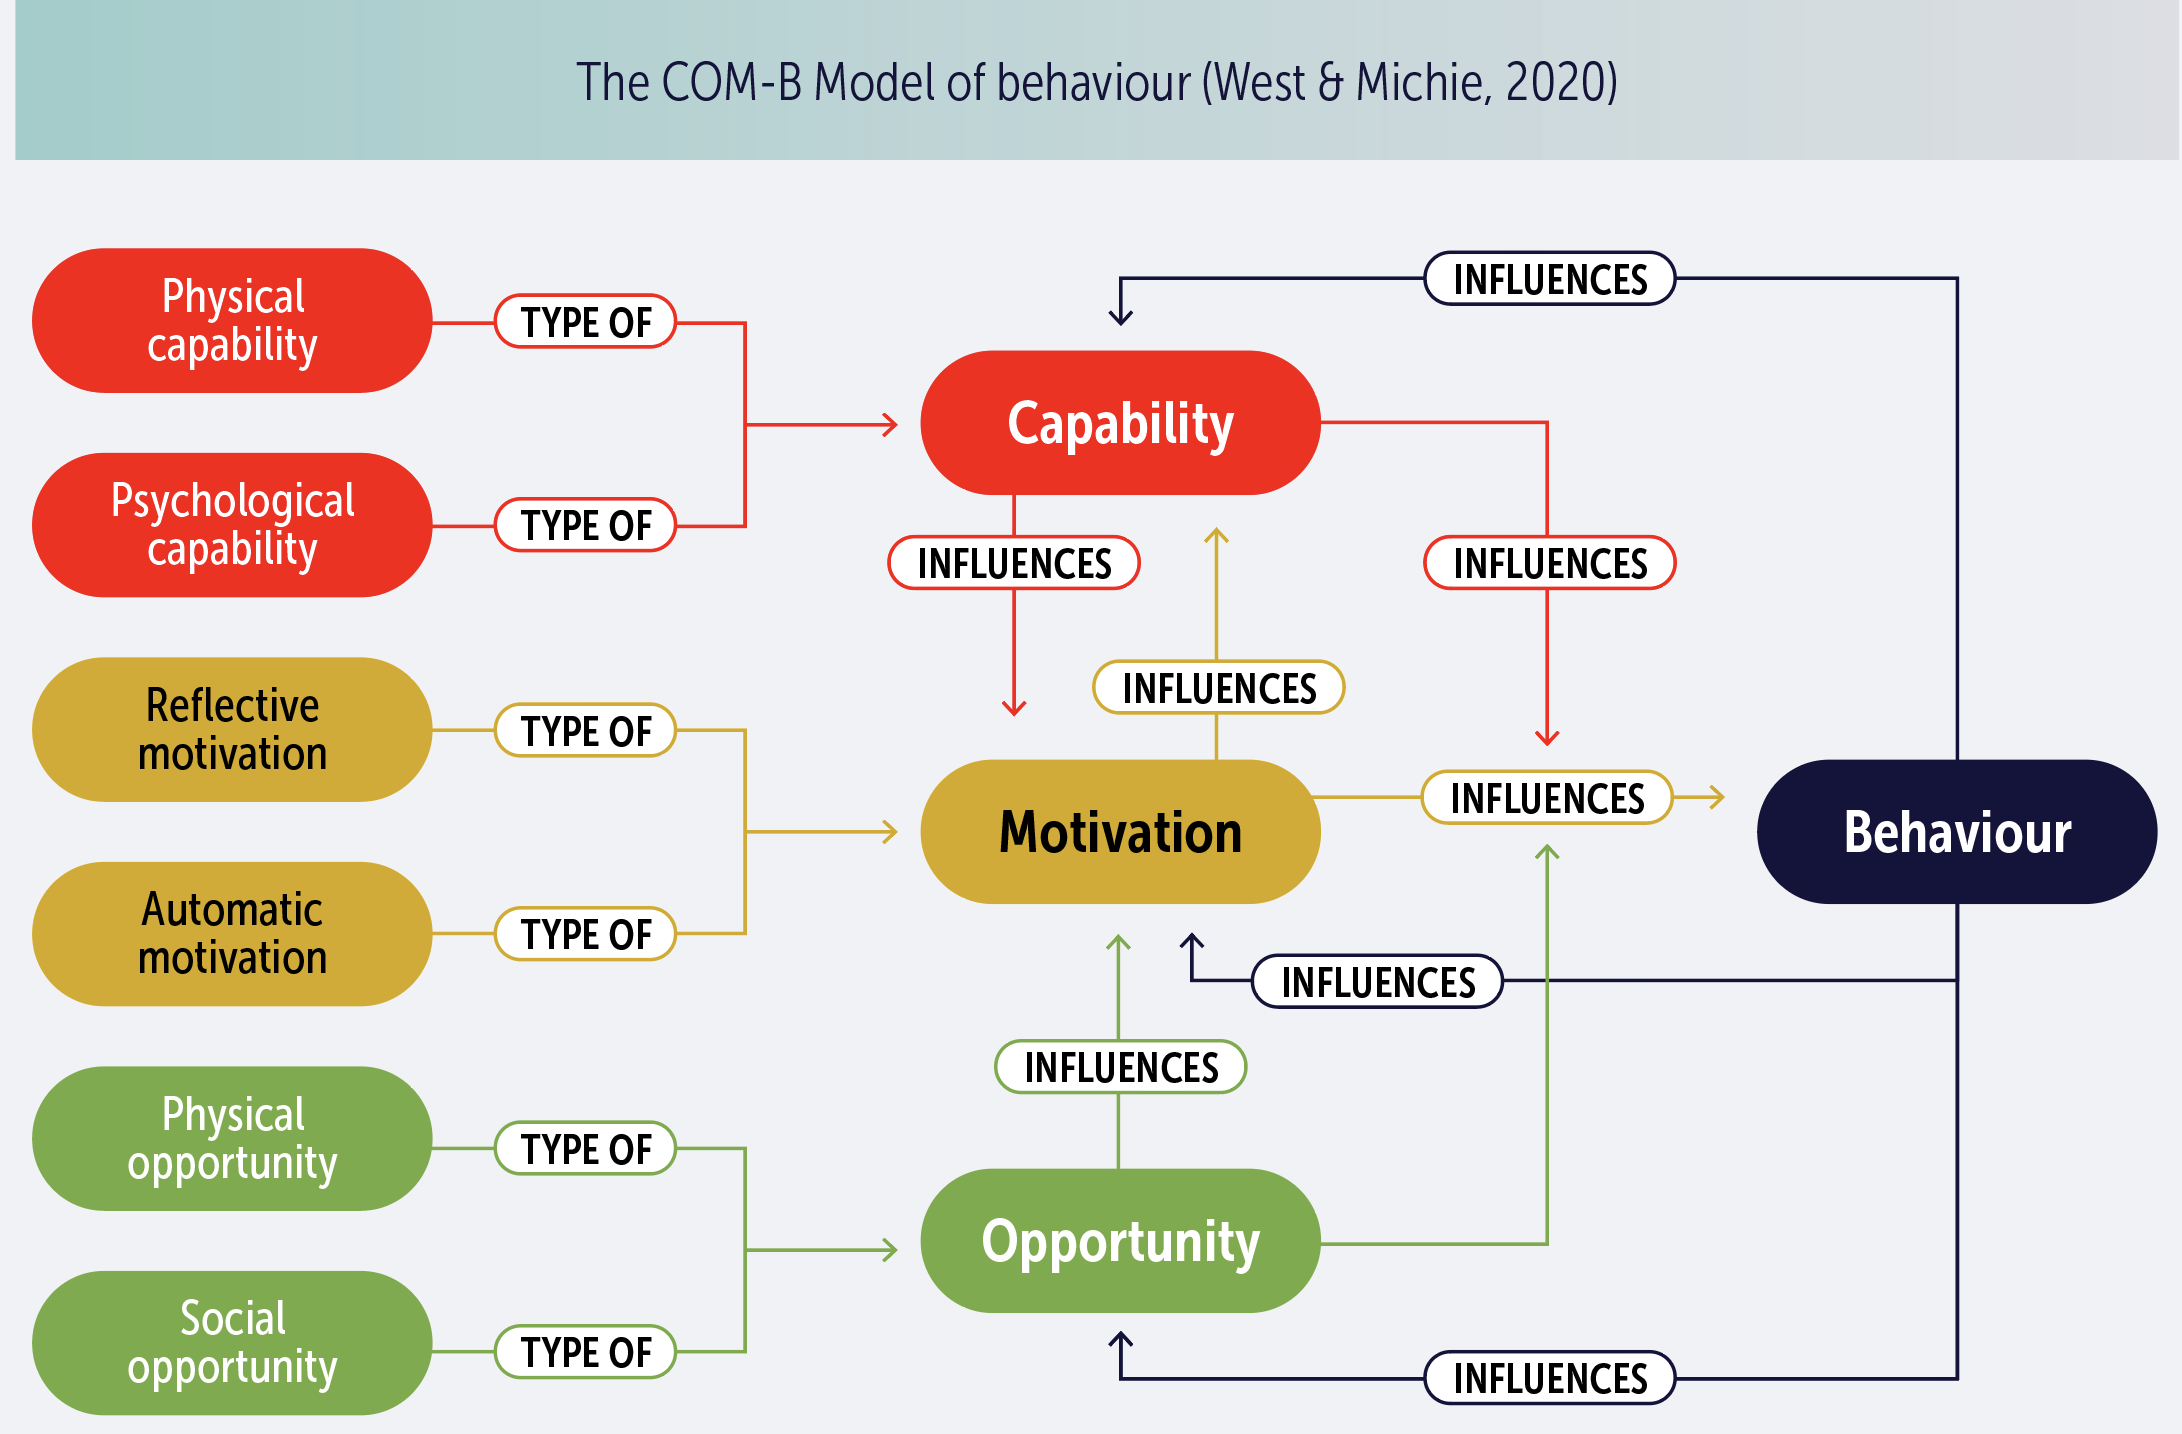 The COM-B Model of behaviour (West & Michie, 2020)
Physical
capability
TYPE OF
Psychological
capability
TYPE OF
Reflective
motivation
TYPE OF
Automatic
motivation
TYPE OF
Physical
opportunity
TYPE OF
Social
opportunity
TYPE OF
INFLUENCES
Capability
INFLUENCES
INFLUENCES
INFLUENCES
Motivation
INFLUENCES
Behaviour
INFLUENCES
INFLUENCES
Opportunity
INFLUENCES